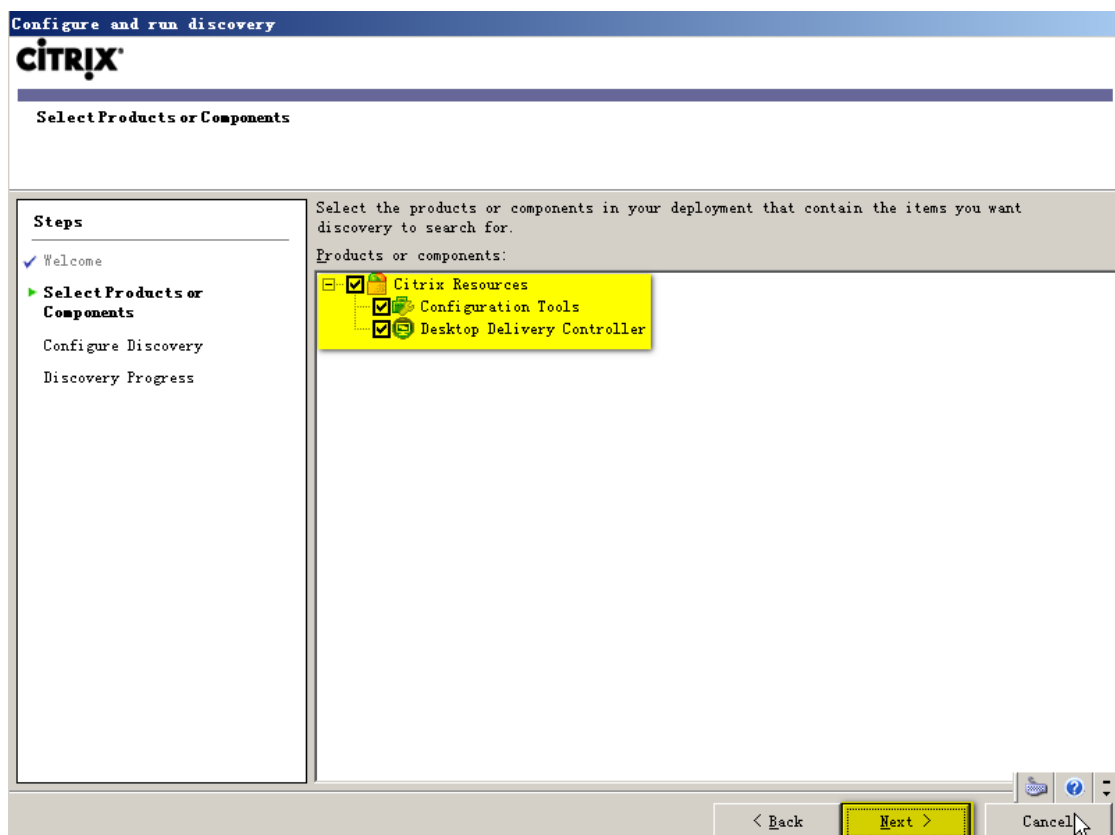 Configure and run discovery
CİTRIX®
Select Products or Components
Steps
Welcome
Select Products or
Components
Configure Discovery
Discovery Progress
Select the products or components in your deployment that contain the items you want
discovery to search for.
Products or components:
Citrix Resources
Configuration Tools
Desktop Delivery Controller
< Back
Next >
Cancel